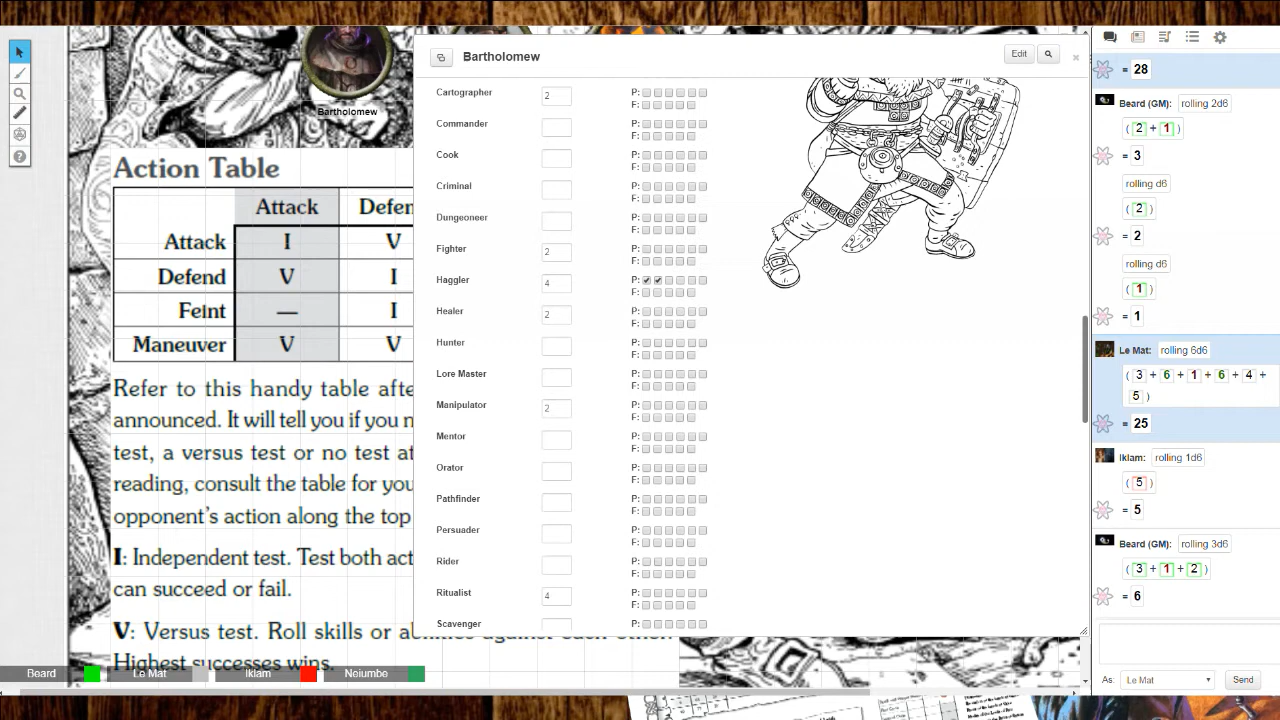 Bartholomew
Action Table
Attack Defen
Attack I V
Defend V I
Feint — I
Maneuver V V
Refer to this handy table afte
announced. It will tell you if you n
test, a versus test or no test at
reading, consult the table for you
opponent's action along the top
I: Independent test. Test both act
can succeed or fail.
V: Versus test. Roll skills or abilities against each other.
Highest successes wins.
Beard Le Mat Iklam Neiumbe
Bartholomew
Edit
Cartographer 2 P:
F:
Commander P:
F:
Cook P:
F:
Criminal P:
F:
Dungeoneer P:
F:
Fighter 2 P:
F:
Haggler 4 P:
F:
Healer 2 P:
F:
Hunter P:
F:
Lore Master P:
F:
Manipulator 2 P:
F:
Mentor P:
F:
Orator P:
F:
Pathfinder P:
F:
Persuader P:
F:
Rider P:
F:
Ritualist 4 P:
F:
Scavenger P:
= 28
Beard (GM): rolling 2d6
(2 + 1)
= 3
rolling d6
(2)
= 2
rolling d6
(1)
= 1
Le Mat: rolling 6d6
(3 + 6 + 1 + 6 + 4 +
5)
= 25
Iklam: rolling 1d6
(5)
= 5
Beard (GM): rolling 3d6
(3 + 1 + 2)
= 6
As Le Mat Send